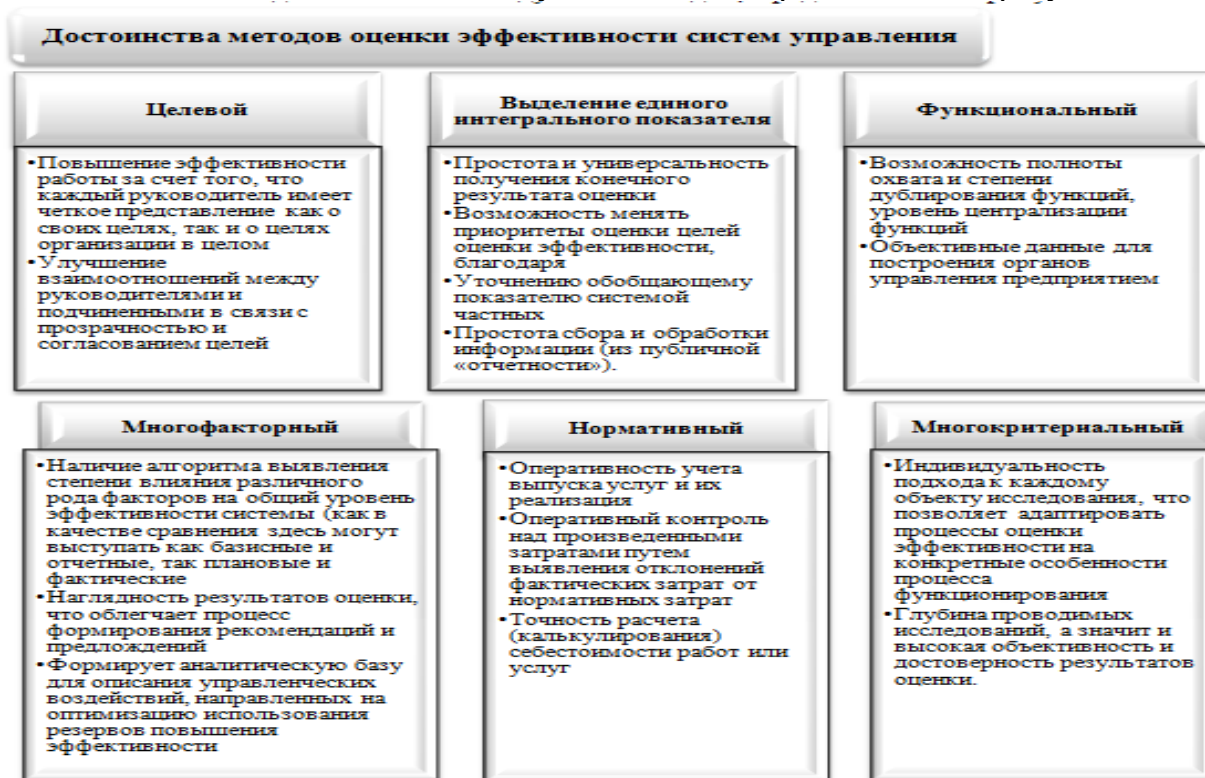 Достоинства методов оценки эффективности систем управления
Целевой
•Повышение эффективности
работы за счет того, что
каждый руководитель имеет
четкое представление как о
своих целях, так и о целях
организации в целом
•Улучшение
взаимоотношений между
руководителями и
подчиненными в связи с
прозрачностью и
согласованием целей
Выделение единого
интегрального показателя
•Простота и универсальность
получения конечного
результата оценки
•Возможность менять
приоритеты оценки целей
оценки эффективности,
благодаря
•Уточнению обобщающему
показателю системой
частных
•Простота сбора и обработки
информации (из публичной
«отчетности»).
Функциональный
•Возможность полноты
охвата и степени
дублирования функций,
уровень централизации
функций
•Объективные данные для
построения органов
управления предприятием
Многофакторный
•Наличие алгоритма выявления
степени влияния различного
рода факторов на общий уровень
эффективности системы (как в
качестве сравнения здесь могут
выступать как базисные и
отчетные, так плановые и
фактические
•Наглядность результатов оценки,
что облегчает процесс
формирования рекомендаций и
предложений
•Формирует аналитическую базу
для описания управленческих
воздействий, направленных на
оптимизацию использования
резервов повышения
эффективности
Нормативный
•Оперативность учета
выпуска услуг и их
реализация
•Оперативный контроль
над произведенными
затратами путем
выявления отклонений
фактических затрат от
нормативных затрат
•Точность расчета
(калькулирования)
себестоимости работ или
услуг
Многокритериальный
•Индивидуальность
подхода к каждому
объекту исследования, что
позволяет адаптировать
процессы оценки
эффективности на
конкретные особенности
процесса
функционирования
•Глубина проводимых
исследований, а значит и
высокая объективность и
достоверность результатов
оценки.